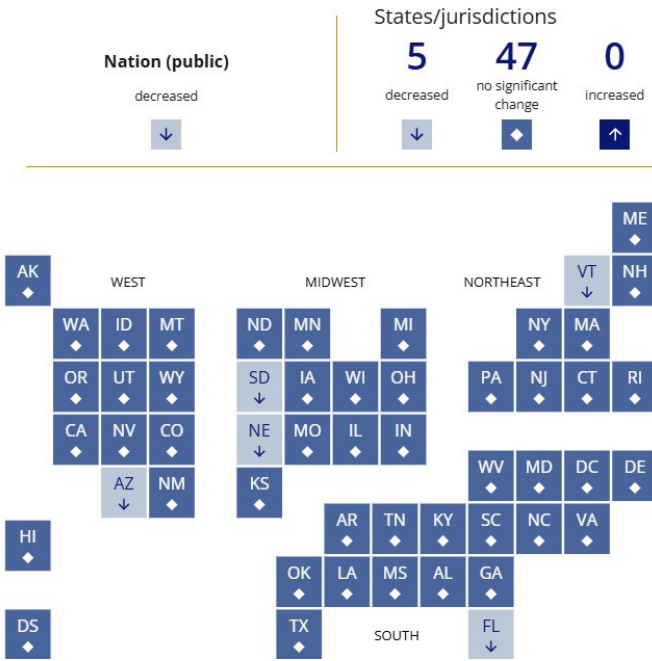 States/jurisdictions
Nation (public)
decreased
↓
5
decreased
↓
47
no significant
change
◆
0
increased
↑
ME
◆
AK
◆
WEST
MIDWEST
NORTHEAST
VT
↓
NH
◆
WA ID MT ND MN MI NY MA
◆ ◆ ◆ ◆ ◆ ◆ ◆ ◆
OR UT WY SD IA WI OH PA NJ CT RI
◆ ◆ ◆ ↓ ◆ ◆ ◆ ◆ ◆ ◆ ◆
CA NV CO NE MO IL IN
◆ ◆ ◆ ↓ ◆ ◆ ◆
WV MD DC DE
◆ ◆ ◆ ◆
AZ NM KS
↓ ◆ ◆
AR TN KY SC NC VA
◆ ◆ ◆ ◆ ◆ ◆
HI
◆
OK LA MS AL GA
◆ ◆ ◆ ◆ ◆
DS TX SOUTH FL
◆ ◆ ↓